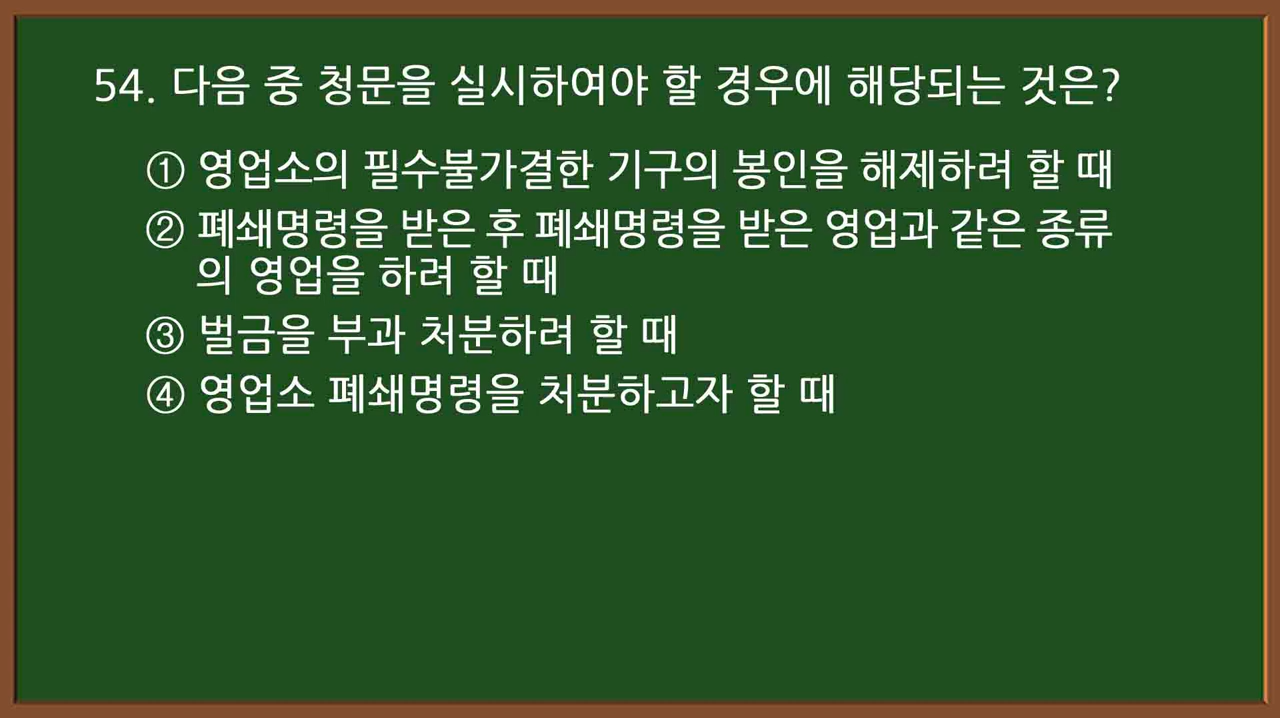 54. 다음 중 청문을 실시하여야 할 경우에 해당되는 것은?
① 영업소의 필수불가결한 기구의 봉인을 해제하려 할 때
② 폐쇄명령을 받은 후 폐쇄명령을 받은 영업과 같은 종류
의 영업을 하려 할 때
③ 벌금을 부과 처분하려 할 때
④ 영업소 폐쇄명령을 처분하고자 할 때